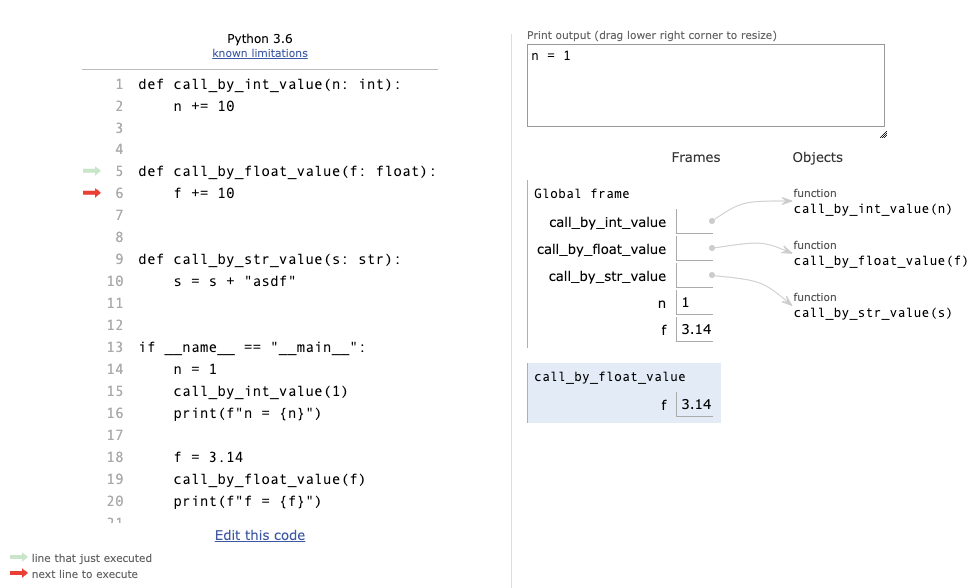 Python 3.6
known limitations
1 def call_by_int_value(n: int):
2     n += 10
3
4
5 def call_by_float_value(f: float):
6     f += 10
7
8
9 def call_by_str_value(s: str):
10     s = s + "asdf"
11
12
13 if __name__ == "__main__":
14     n = 1
15     call_by_int_value(1)
16     print(f"n = {n}")
17
18     f = 3.14
19     call_by_float_value(f)
20     print(f"f = {f}")
21
Edit this code
line that just executed
next line to execute
Print output (drag lower right corner to resize)
n = 1
Frames Objects
Global frame
call_by_int_value
call_by_float_value
call_by_str_value
n 1
f 3.14
function
call_by_int_value(n)
function
call_by_float_value(f)
function
call_by_str_value(s)
call_by_float_value
f 3.14